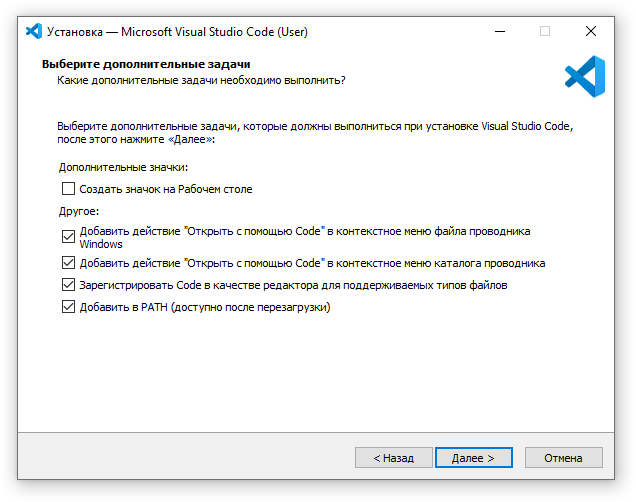 Установка — Microsoft Visual Studio Code (User)
Выберите дополнительные задачи
Какие дополнительные задачи необходимо выполнить?
Выберите дополнительные задачи, которые должны выполниться при установке Visual Studio Code,
после этого нажмите «Далее»:
Дополнительные значки:
Создать значок на Рабочем столе
Другое:
Добавить действие "Открыть с помощью Code" в контекстное меню файла проводника
Windows
Добавить действие "Открыть с помощью Code" в контекстное меню каталога проводника
Зарегистрировать Code в качестве редактора для поддерживаемых типов файлов
Добавить в PATH (доступно после перезагрузки)
< Назад
Далее >
Отмена